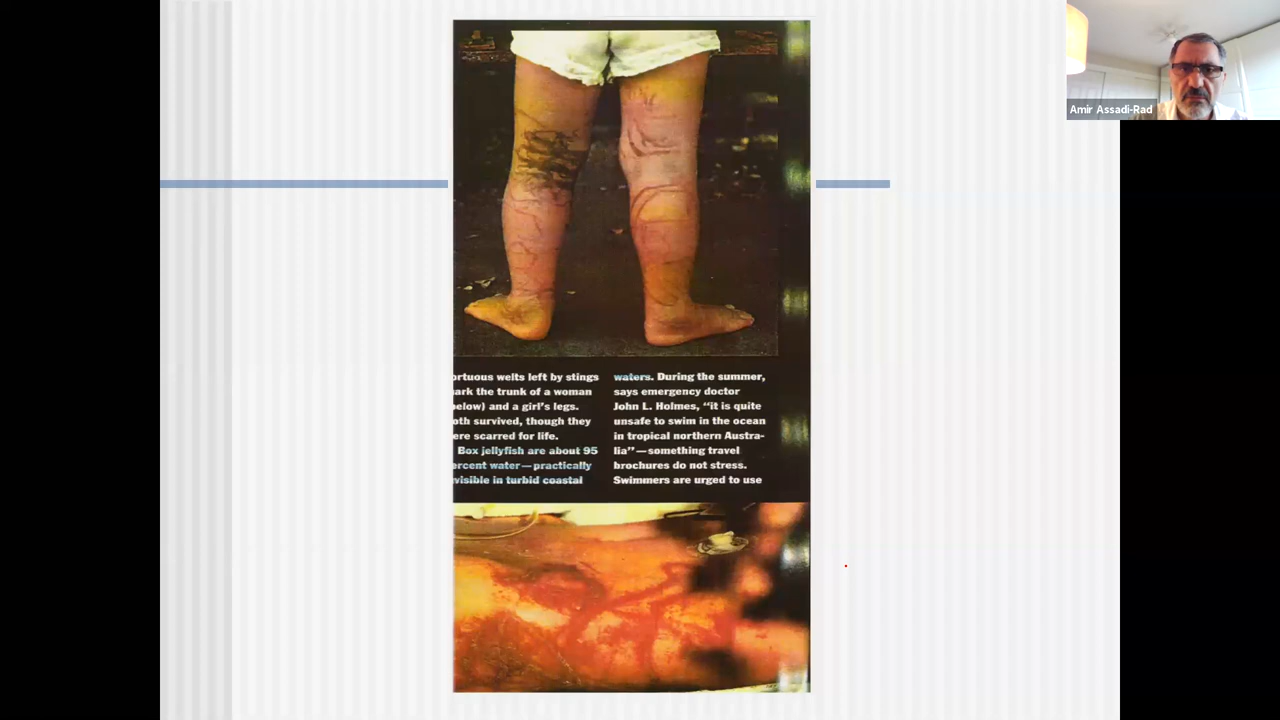 ortuous welts left by stings
ark the trunk of a woman
elow) and a girl's legs.
oth survived, though they
ere scarred for life.
Box jellyfish are about 95
ercent water—practically
visible in turbid coastal
waters. During the summer,
says emergency doctor
John L. Holmes, “it is quite
unsafe to swim in the ocean
in tropical northern Austra-
lia”—something travel
brochures do not stress.
Swimmers are urged to use
Amir Assadi-Rad